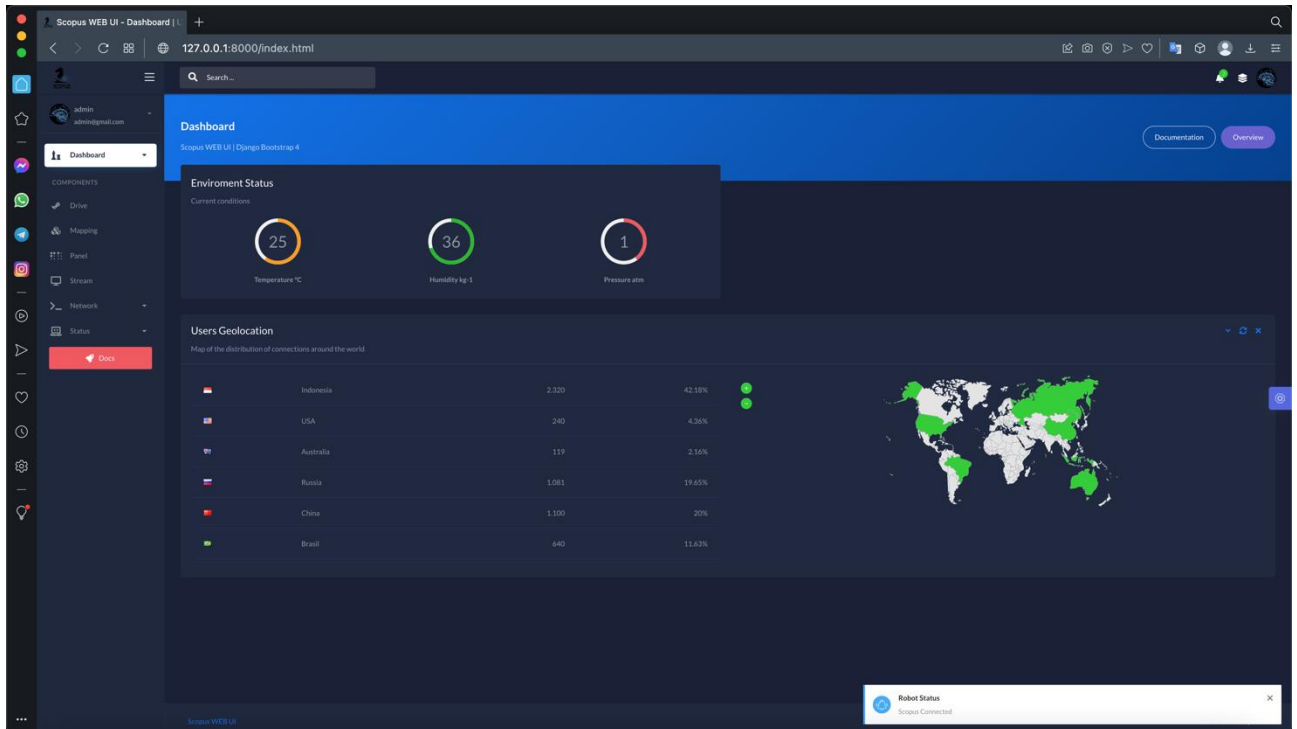 Scopus WEB UI - Dashboard | U
127.0.0.1:8000/index.html
Search...
admin
admin@gmail.com
Dashboard
COMPONENTS
Drive
Mapping
Panel
Stream
Network
Status
Docs
Dashboard
Scopus WEB UI | Django Bootstrap 4
Documentation
Overview
Enviroment Status
Current conditions
25
36
1
Temperature °C
Humidity kg-1
Pressure atm
Users Geolocation
Map of the distribution of connections around the world
Indonesia 2.320 42.18%
USA 240 4.36%
Australia 119 2.16%
Russia 1.081 19.65%
China 1.100 20%
Brasil 640 11.63%
+
−
Robot Status
Scopus Connected
Scopus WEB UI